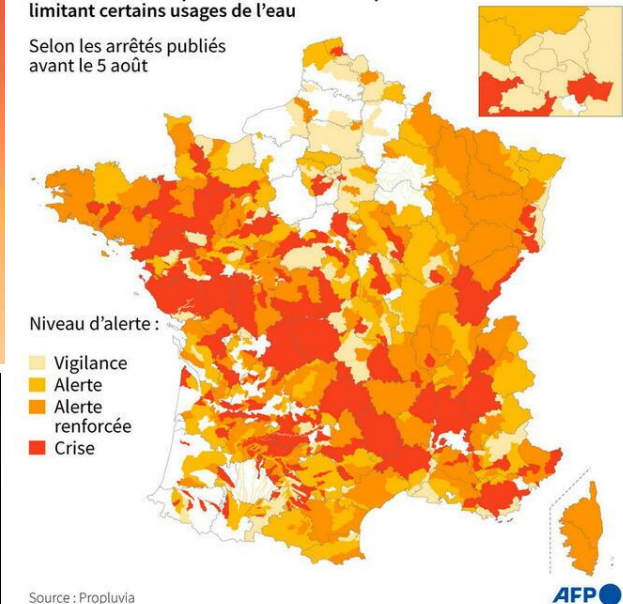 limitant certains usages de l'eau
Selon les arrêtés publiés
avant le 5 août
Niveau d'alerte :
Vigilance
Alerte
Alerte
renforcée
Crise
Source : Propluvia
AFP